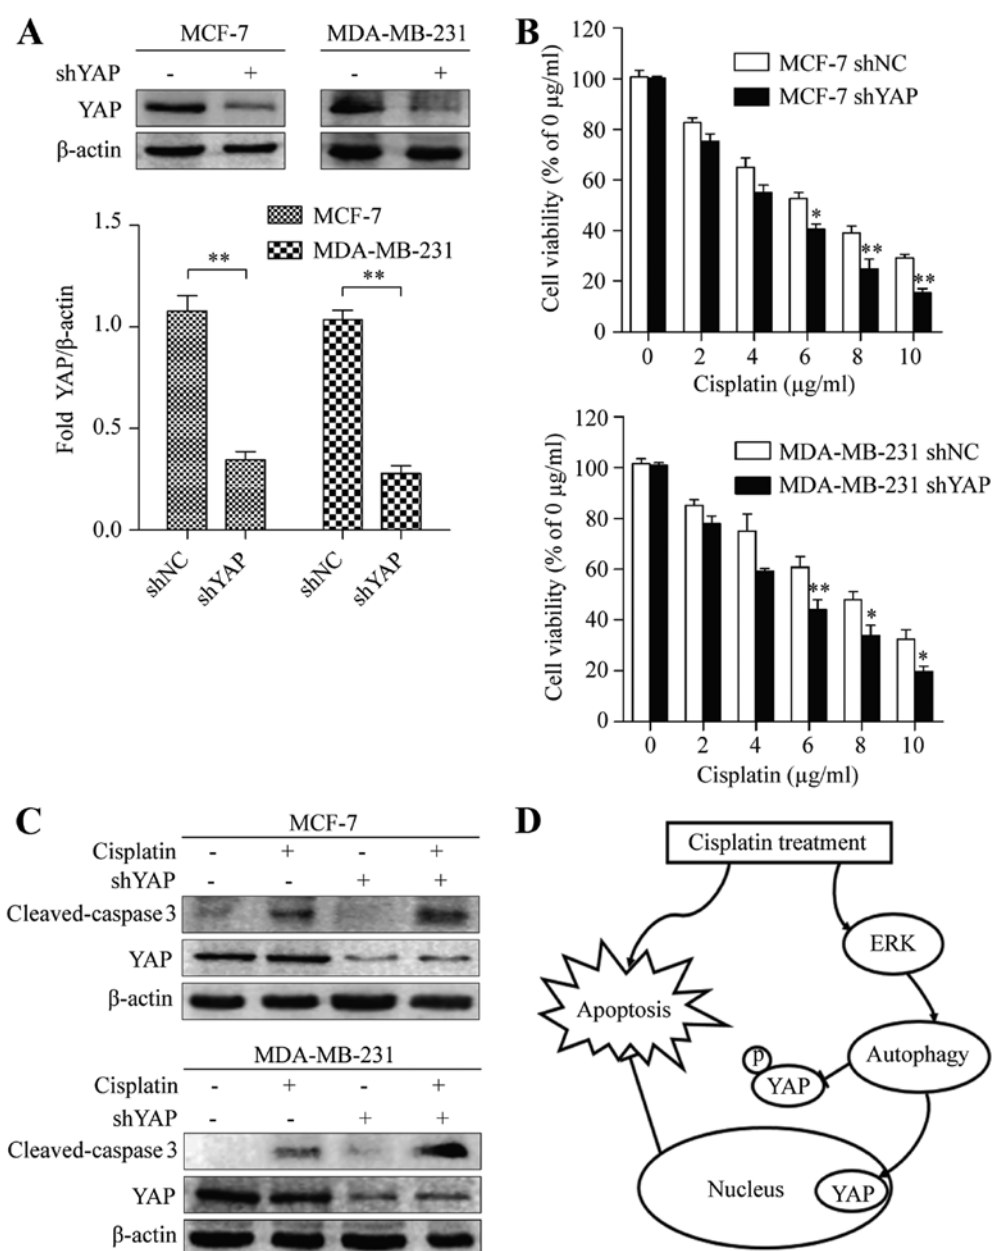 A
MCF-7
MDA-MB-231
shYAP - + - +
YAP
β-actin
MCF-7
MDA-MB-231
Fold YAP/β-actin
1.5
1.0
0.5
0.0
**
**
shNC
shYAP
shNC
shYAP
B
MCF-7 shNC
MCF-7 shYAP
Cell viability (% of 0 µg/ml)
120
100
80
60
40
20
0
*
**
**
0 2 4 6 8 10
Cisplatin (µg/ml)
MDA-MB-231 shNC
MDA-MB-231 shYAP
Cell viability (% of 0 µg/ml)
120
100
80
60
40
20
0
**
*
*
0 2 4 6 8 10
Cisplatin (µg/ml)
C
MCF-7
Cisplatin - + - +
shYAP - - + +
Cleaved-caspase 3
YAP
β-actin
MDA-MB-231
Cisplatin - + - +
shYAP - - + +
Cleaved-caspase 3
YAP
β-actin
D
Cisplatin treatment
ERK
Apoptosis
Autophagy
P
YAP
Nucleus
YAP